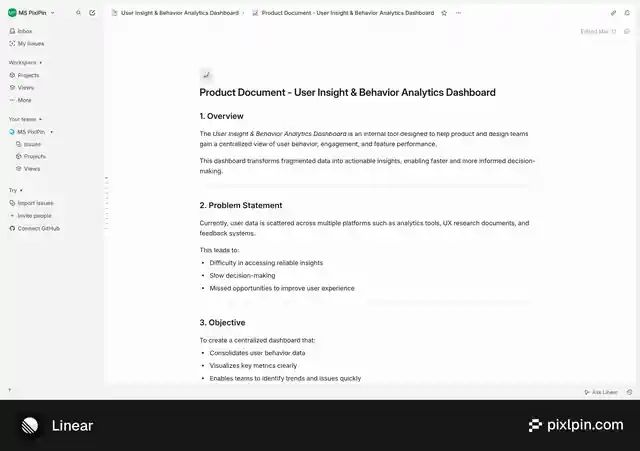 MS PixlPin
User Insight & Behavior Analytics Dashboard
Product Document - User Insight & Behavior Analytics Dashboard
Edited Mar 17
Inbox
My Issues
Workspace
Projects
Views
More
Your teams
MS PixlPin
Issues
Projects
Views
Try
Import issues
Invite people
Connect GitHub
Product Document - User Insight & Behavior Analytics Dashboard
1. Overview
The User Insight & Behavior Analytics Dashboard is an internal tool designed to help product and design teams
gain a centralized view of user behavior, engagement, and feature performance.
This dashboard transforms fragmented data into actionable insights, enabling faster and more informed decision-
making.
2. Problem Statement
Currently, user data is scattered across multiple platforms such as analytics tools, UX research documents, and
feedback systems.
This leads to:
• Difficulty in accessing reliable insights
• Slow decision-making
• Missed opportunities to improve user experience
3. Objective
To create a centralized dashboard that:
• Consolidates user behavior data
• Visualizes key metrics clearly
• Enables teams to identify trends and issues quickly
Ask Linear
Linear
pixlpin.com